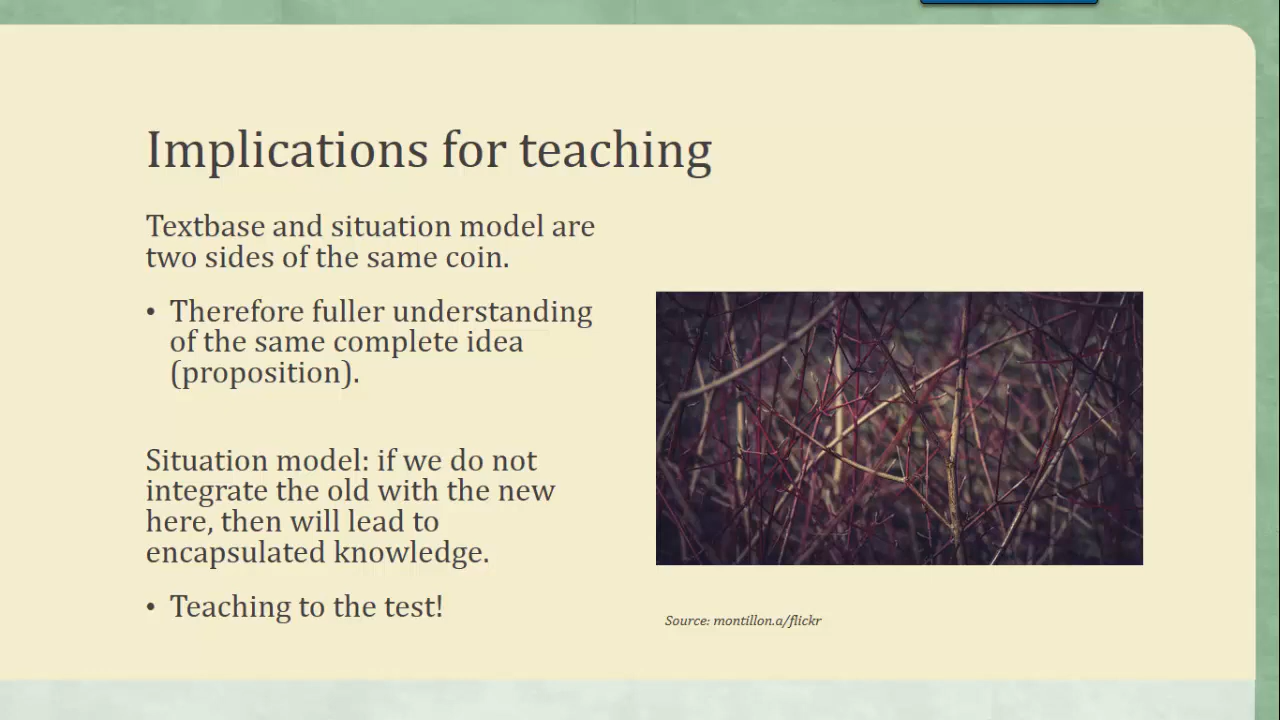 Implications for teaching
Textbase and situation model are
two sides of the same coin.
• Therefore fuller understanding
of the same complete idea
(proposition).
Situation model: if we do not
integrate the old with the new
here, then will lead to
encapsulated knowledge.
• Teaching to the test!
Source: montillon.a/flickr